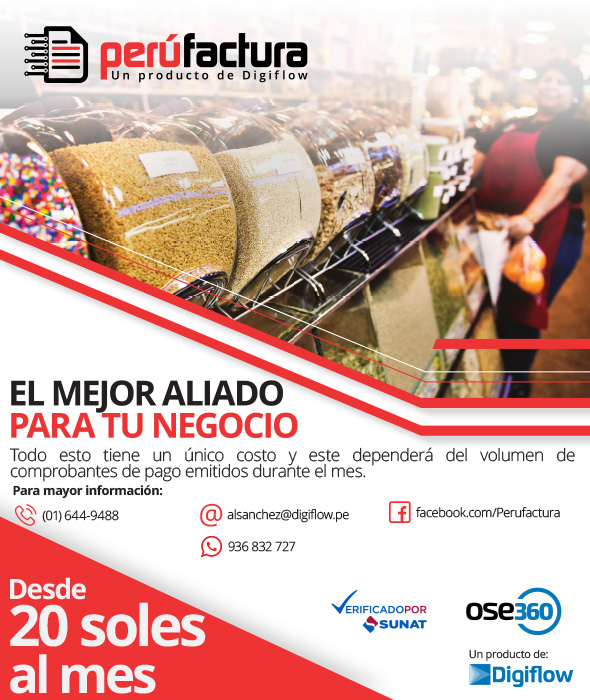 perúfactura
Un producto de Digiflow
EL MEJOR ALIADO
PARA TU NEGOCIO
Todo esto tiene un único costo y este dependerá del volumen de
comprobantes de pago emitidos durante el mes.
Para mayor información:
(01) 644-9488
alsanchez@digiflow.pe
facebook.com/Perufactura
936 832 727
Desde
20 soles
al mes
VERIFICADO POR
SUNAT
ose360
Un producto de:
Digiflow